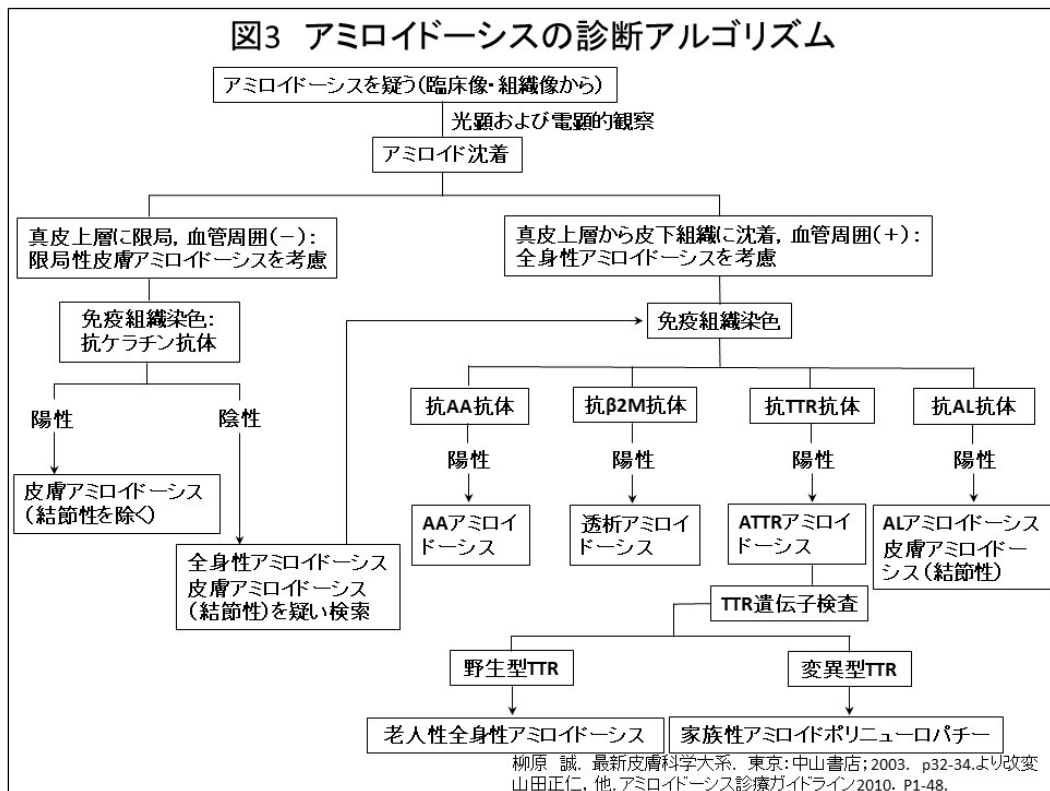 図3 アミロイドーシスの診断アルゴリズム
アミロイドーシスを疑う(臨床像・組織像から)
光顕および電顕的観察
アミロイド沈着
真皮上層に限局, 血管周囲(－):
限局性皮膚アミロイドーシスを考慮
真皮上層から皮下組織に沈着, 血管周囲(＋):
全身性アミロイドーシスを考慮
免疫組織染色:
抗ケラチン抗体
免疫組織染色
陽性
陰性
皮膚アミロイドーシス
(結節性を除く)
全身性アミロイドーシス
皮膚アミロイドーシス
(結節性)を疑い検索
抗AA抗体
抗β2M抗体
抗TTR抗体
抗AL抗体
陽性
陽性
陽性
陽性
AAアミロイ
ドーシス
透析アミロイ
ドーシス
ATTRアミロイ
ドーシス
ALアミロイドーシス
皮膚アミロイドー
シス(結節性)
TTR遺伝子検査
野生型TTR
変異型TTR
老人性全身性アミロイドーシス
家族性アミロイドポリニューロパチー
柳原 誠. 最新皮膚科学大系. 東京:中山書店;2003. p32-34.より改変
山田正仁, 他. アミロイドーシス診療ガイドライン2010. P1-48.